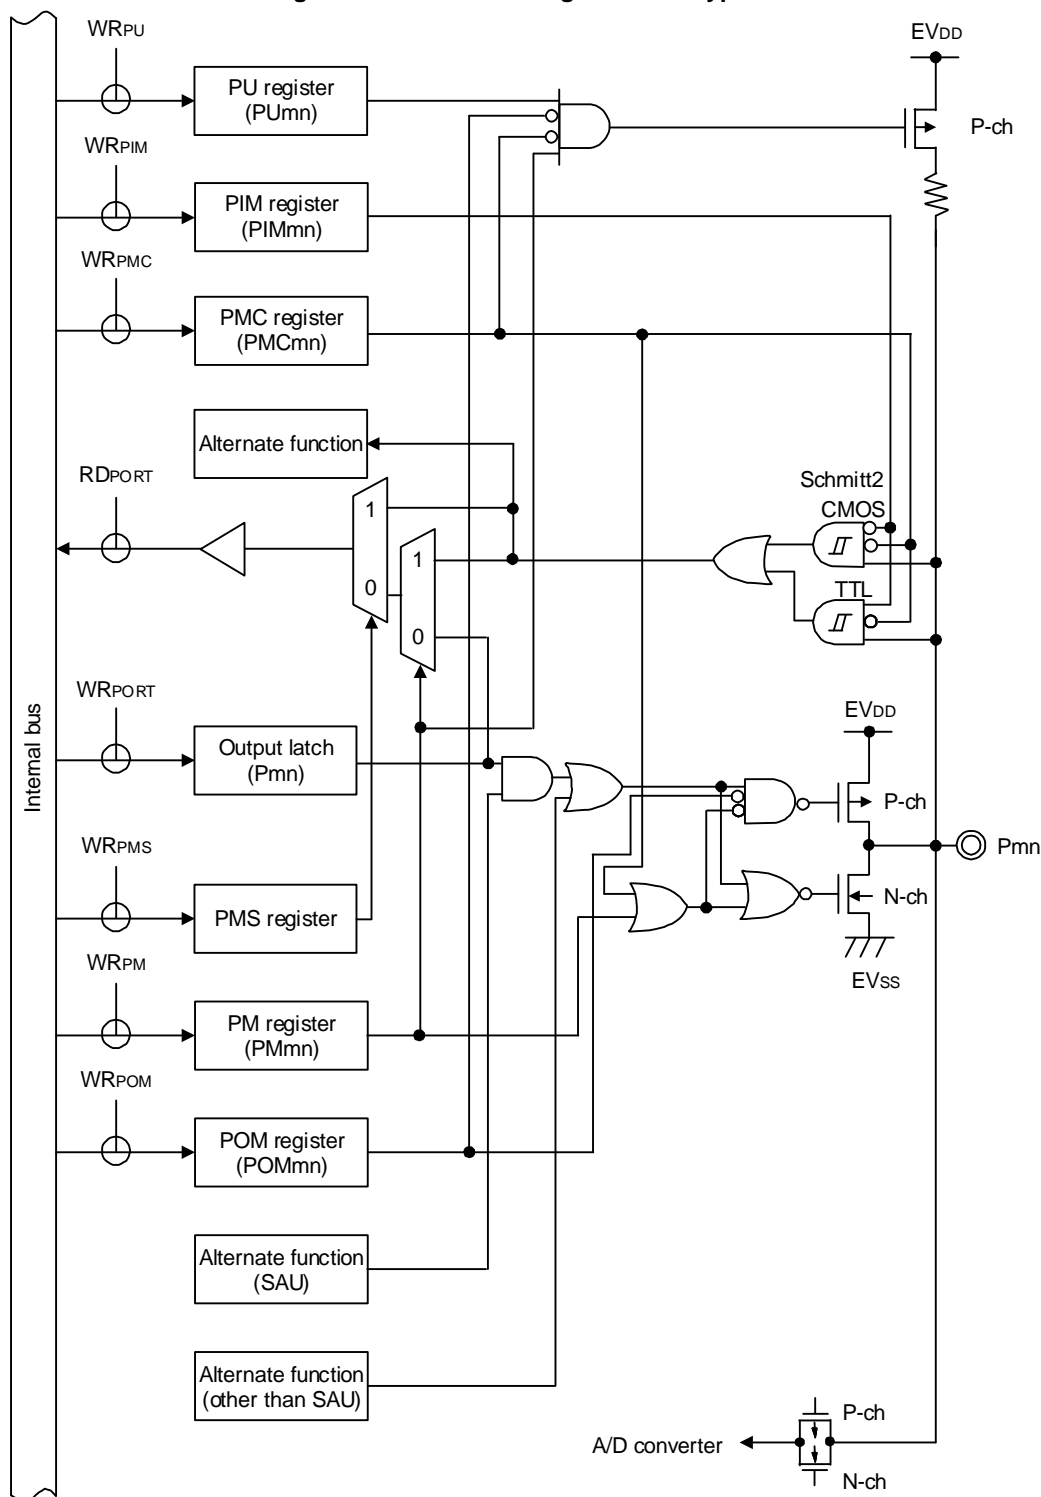 WRPU
PU register
(PUmn)
EVDD
P-ch
WRPIM
PIM register
(PIMmn)
WRPMC
PMC register
(PMCmn)
Alternate function
RDPORT
1
0
1
0
Schmitt2
CMOS
TTL
Internal bus
WRPORT
Output latch
(Pmn)
EVDD
P-ch
Pmn
N-ch
EVSS
WRPMS
PMS register
WRPM
PM register
(PMmn)
WRPOM
POM register
(POMmn)
Alternate function
(SAU)
Alternate function
(other than SAU)
A/D converter
P-ch
N-ch